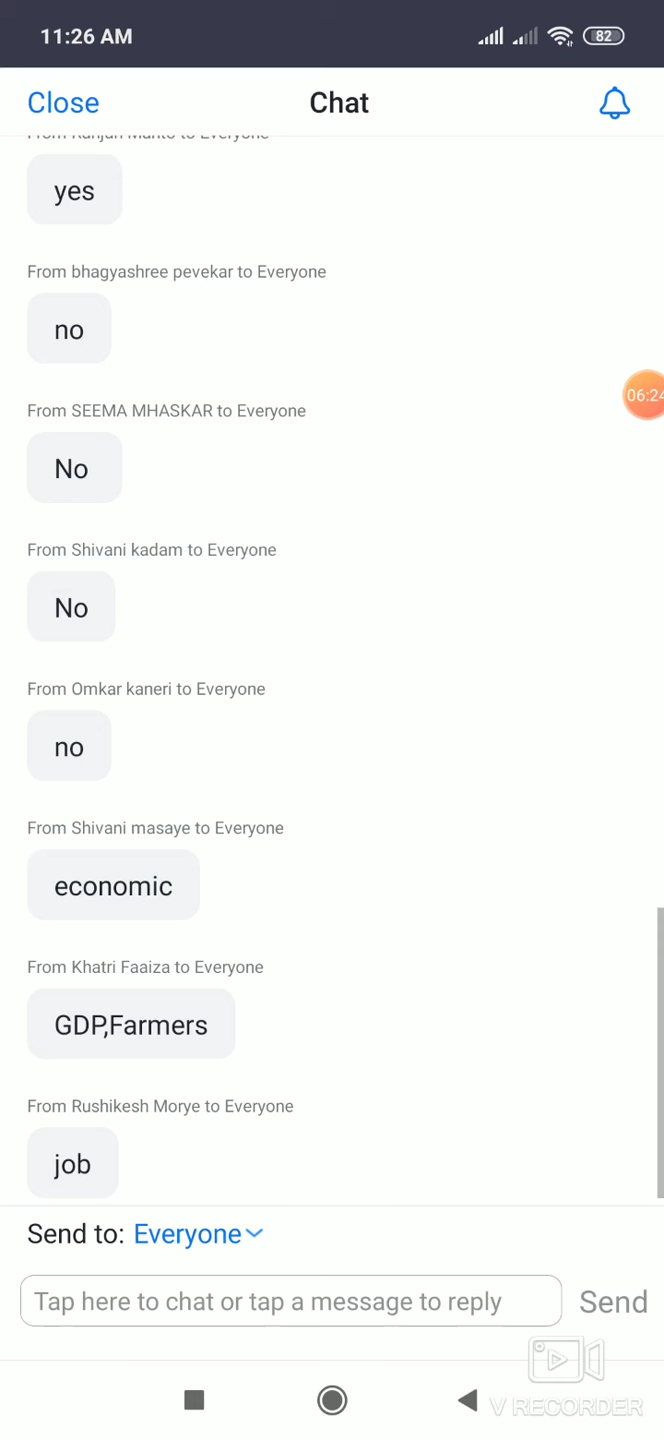 11:26 AM
82
Close
Chat
to Everyone
yes
From bhagyashree pevekar to Everyone
no
06:24
From SEEMA MHASKAR to Everyone
No
From Shivani kadam to Everyone
No
From Omkar kaneri to Everyone
no
From Shivani masaye to Everyone
economic
From Khatri Faaiza to Everyone
GDP,Farmers
From Rushikesh Morye to Everyone
job
Send to: Everyone
Tap here to chat or tap a message to reply
Send
V RECORDER